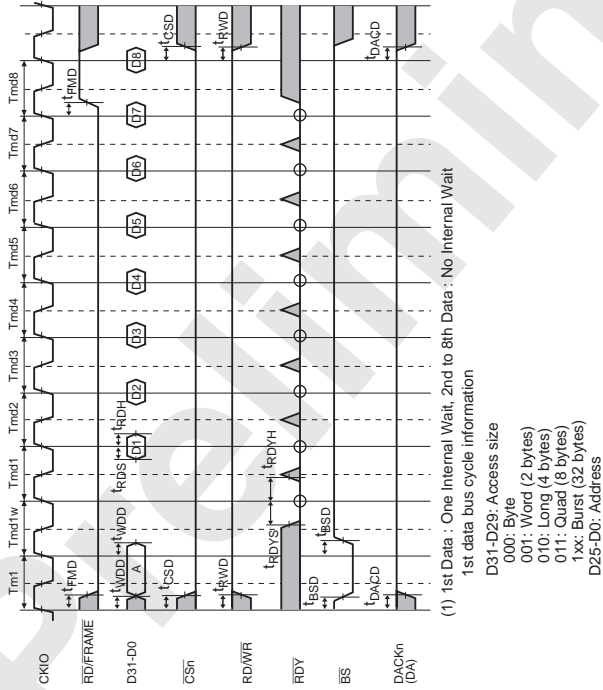 Preliminary
Tm1 Tmd1w Tmd1 Tmd2 Tmd3 Tmd4 Tmd5 Tmd6 Tmd7 Tmd8
CKIO
tFMD tFMD
RD/FRAME
tWDD tWDD tRDS tRDH
D31-D0
A D1 D2 D3 D4 D5 D6 D7 D8
tCSD tCSD
CSn
tRWD tRWD
RD/WR
tRDYS tRDYH
RDY
tBSD tBSD
BS
tDACD tDACD
DACKn
(DA)
(1) 1st Data : One Internal Wait, 2nd to 8th Data : No Internal Wait
1st data bus cycle information
D31-D29: Access size
000: Byte
001: Word (2 bytes)
010: Long (4 bytes)
011: Quad (8 bytes)
1xx: Burst (32 bytes)
D25-D0: Address